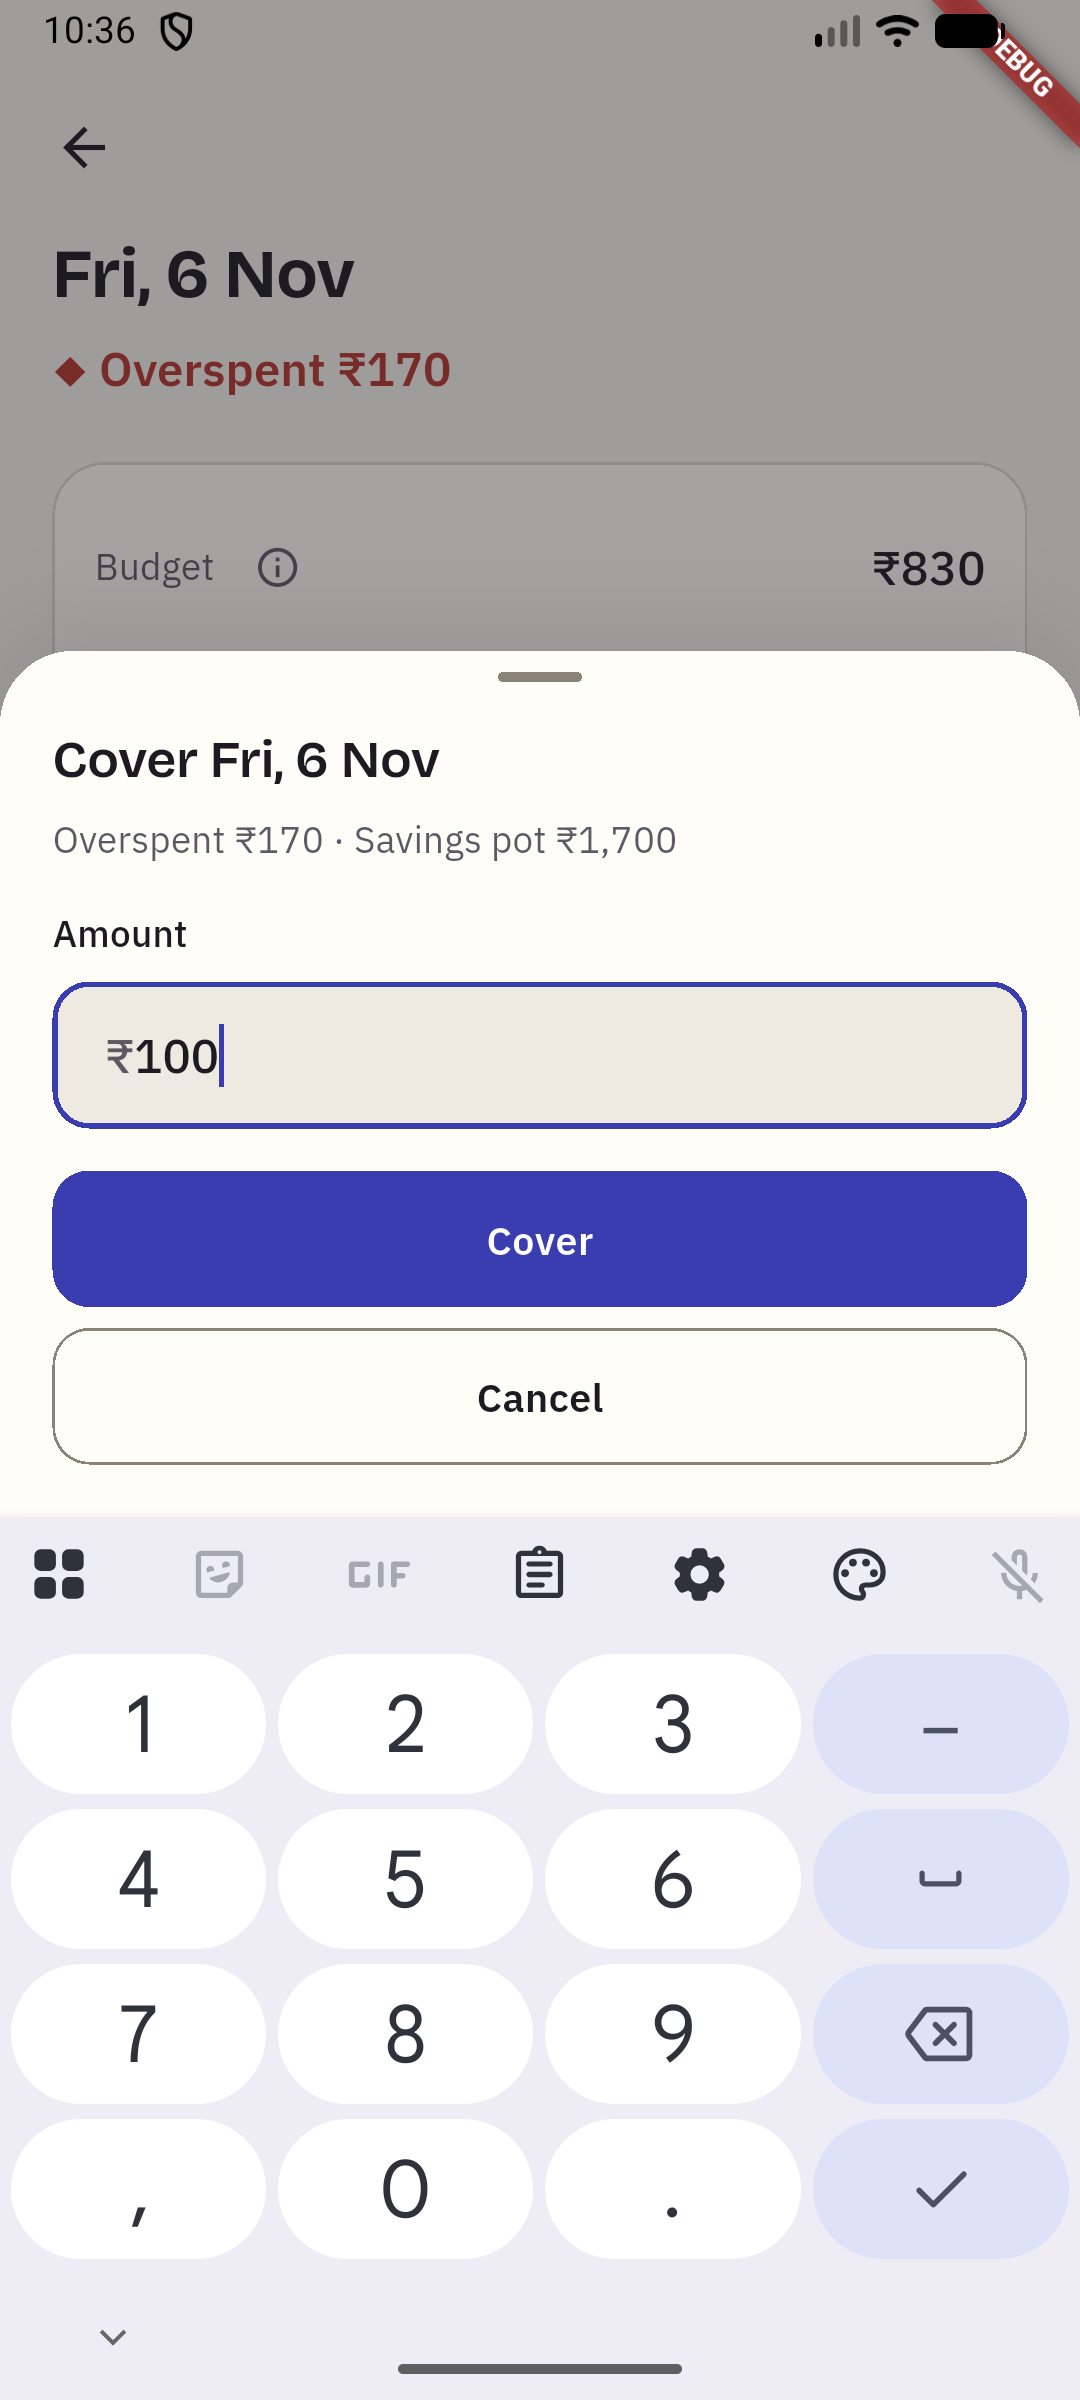 10:36
DEBUG
Fri, 6 Nov
Overspent ₹170
Budget
₹830
Cover Fri, 6 Nov
Overspent ₹170 · Savings pot ₹1,700
Amount
₹100
Cover
Cancel
GIF
1 2 3 –
4 5 6
7 8 9
, 0 .